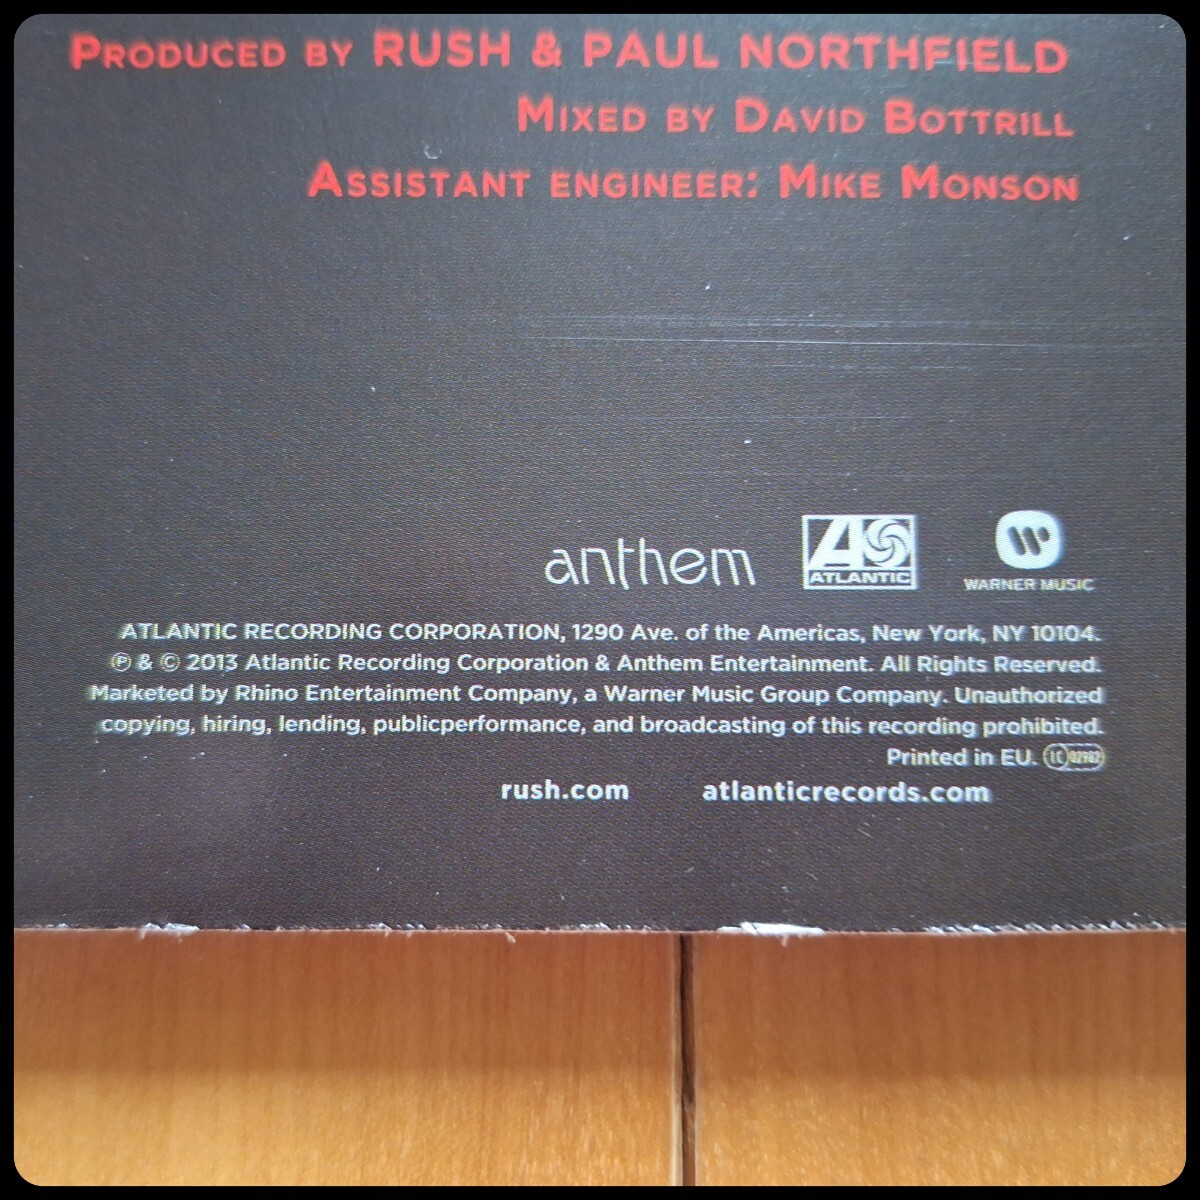 PRODUCED BY RUSH & PAUL NORTHFIELD
MIXED BY DAVID BOTTRILL
ASSISTANT ENGINEER: MIKE MONSON
anthem
ATLANTIC
WARNER MUSIC
ATLANTIC RECORDING CORPORATION, 1290 Ave. of the Americas, New York, NY 10104.
℗ & © 2013 Atlantic Recording Corporation & Anthem Entertainment. All Rights Reserved.
Marketed by Rhino Entertainment Company, a Warner Music Group Company. Unauthorized
copying, hiring, lending, publicperformance, and broadcasting of this recording prohibited.
Printed in EU. LC 02982
rush.com atlanticrecords.com